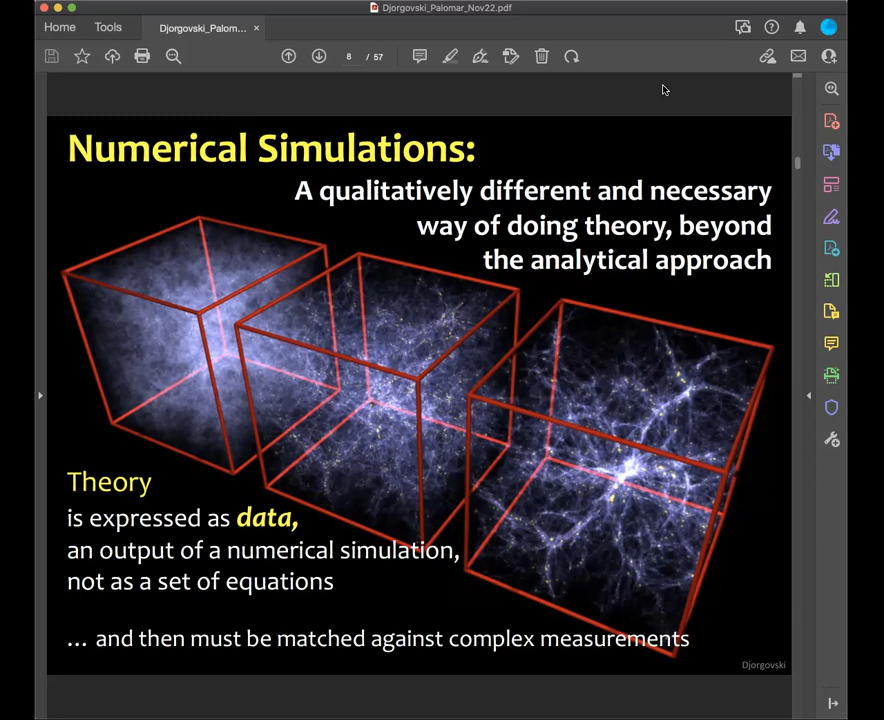 Djorgovski_Palomar_Nov22.pdf
Home
Tools
Djorgovski_Palom...
8 / 57
Numerical Simulations:
A qualitatively different and necessary
way of doing theory, beyond
the analytical approach
Theory
is expressed as data,
an output of a numerical simulation,
not as a set of equations
... and then must be matched against complex measurements
Djorgovski